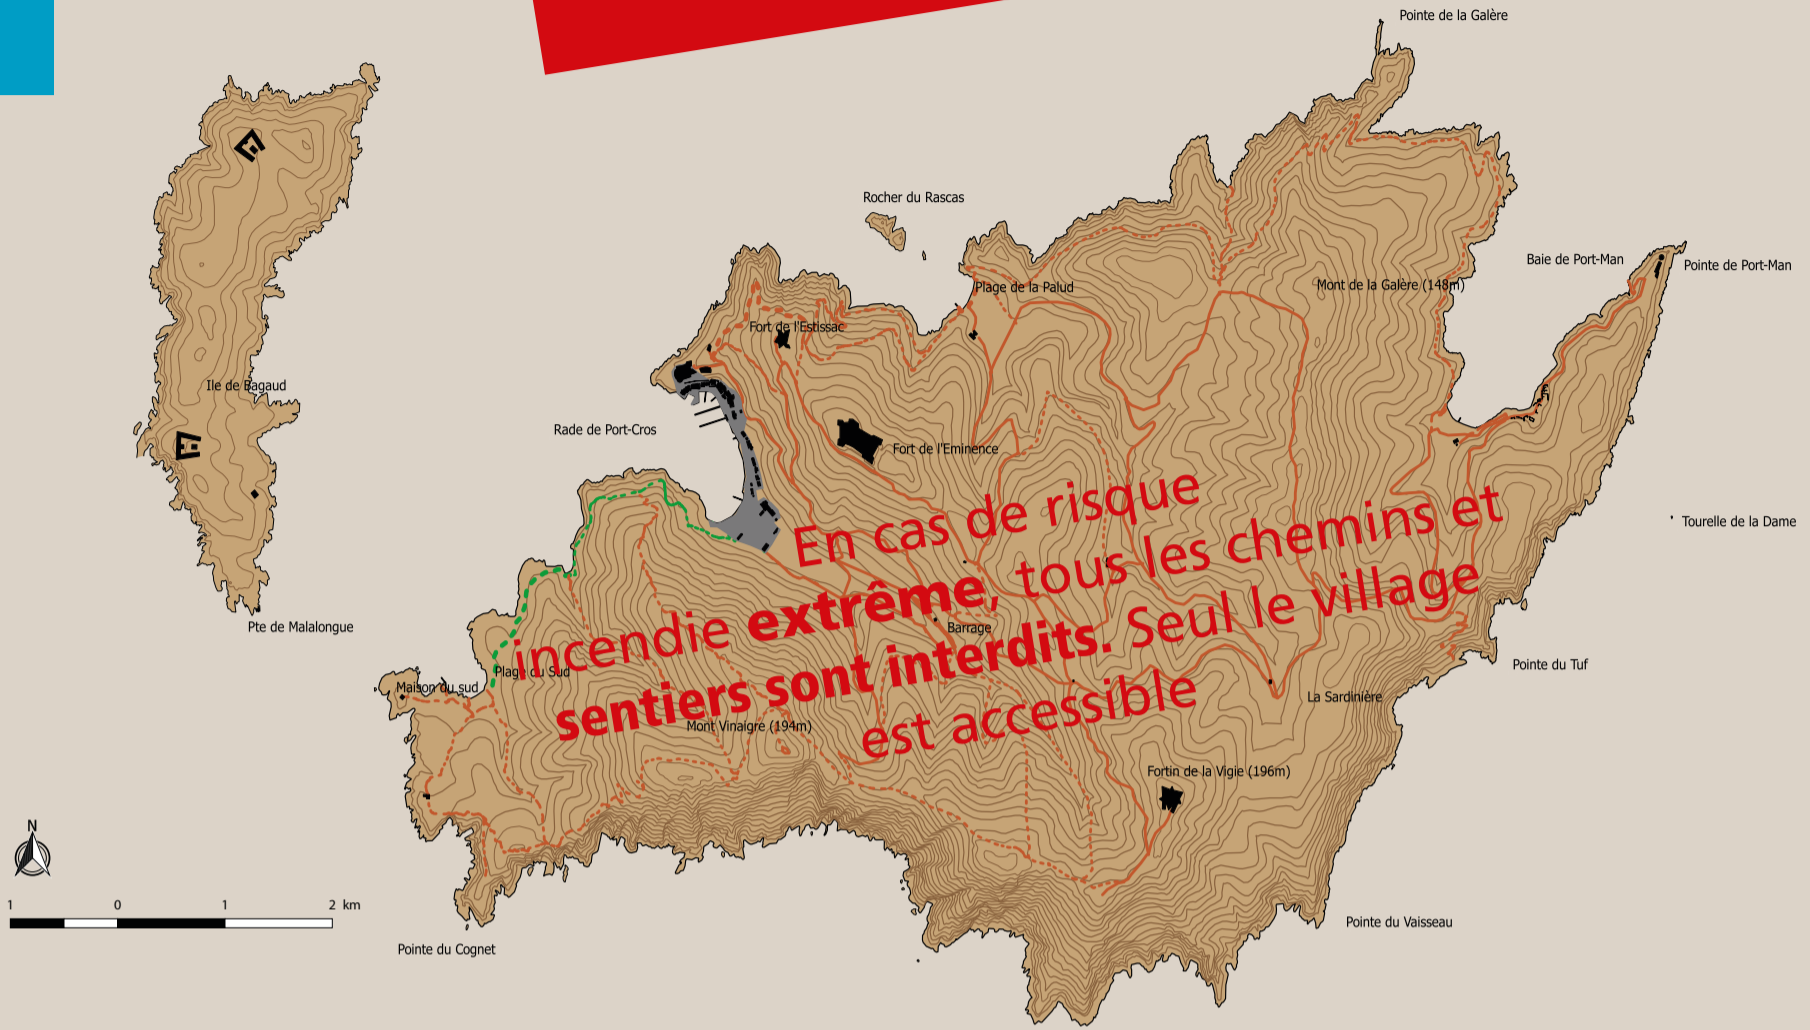 Pointe de la Galère
Rocher du Rascas
Baie de Port-Man
Pointe de Port-Man
Plage de la Palud
Mont de la Galère (148m)
Fort de l'Estissac
Ile de Bagaud
Rade de Port-Cros
Fort de l'Eminence
Tourelle de la Dame
En cas de risque
incendie extrême, tous les chemins et
sentiers sont interdits. Seul le village
est accessible
Pte de Malalongue
Barrage
Pointe du Tuf
Plage du Sud
Maison du sud
La Sardinière
Mont Vinaigre (194m)
Fortin de la Vigie (196m)
N
1 0 1 2 km
Pointe du Vaisseau
Pointe du Cognet